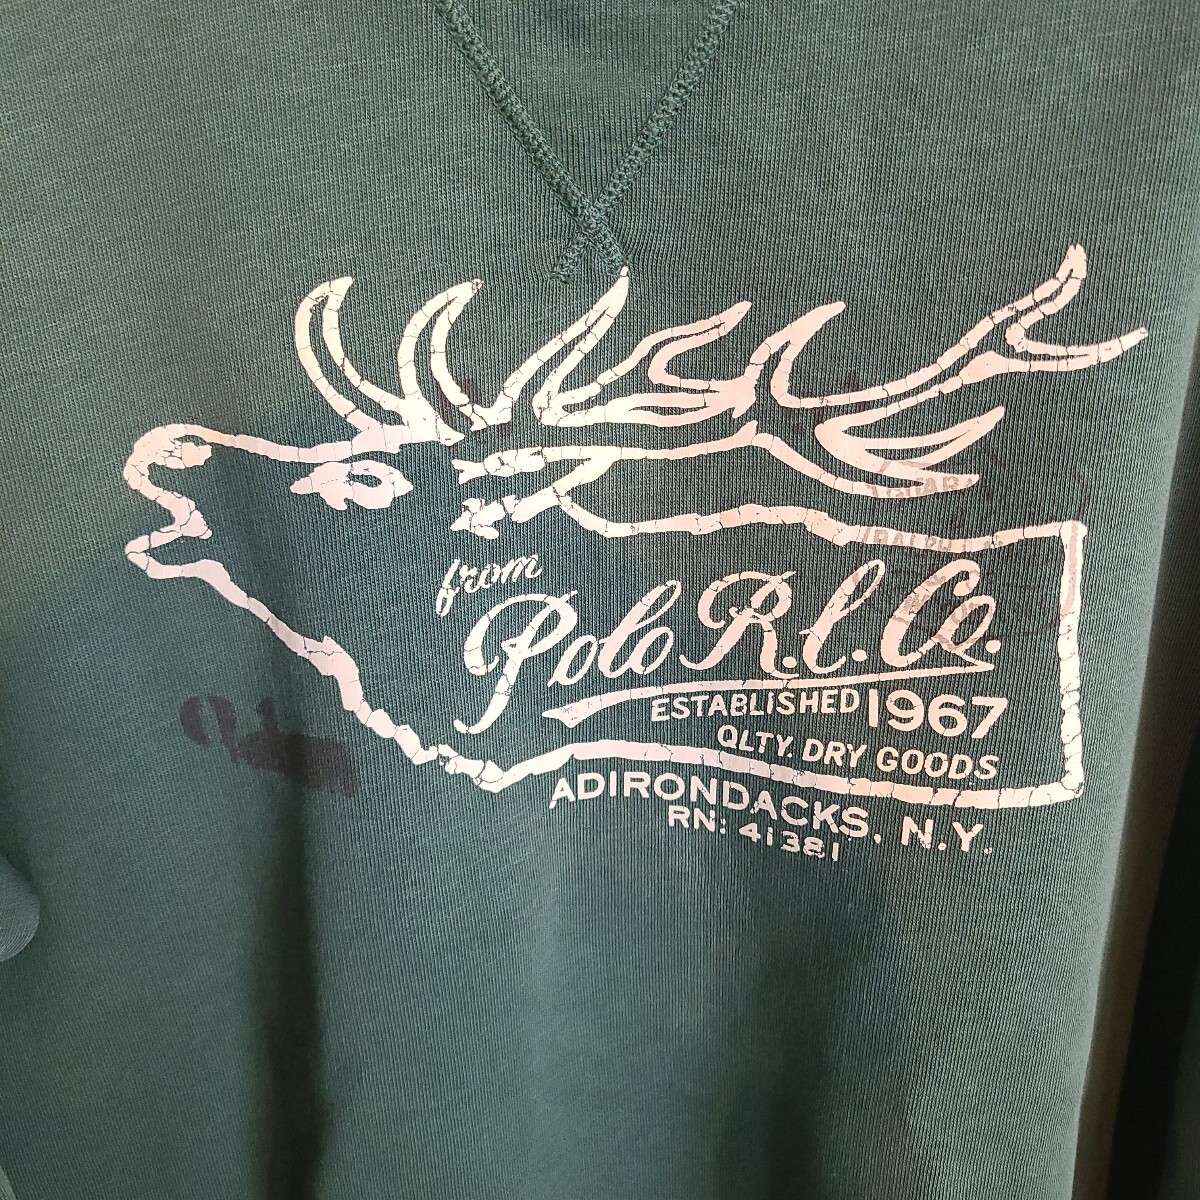 from
Polo R.L. Co.
ESTABLISHED 1967
QLTY. DRY GOODS
ADIRONDACKS, N.Y.
RN: 41381